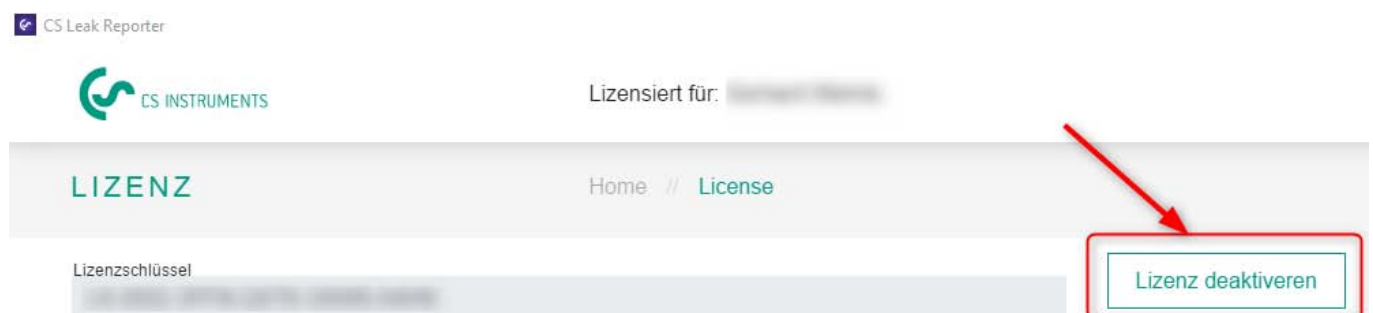 CS Leak Reporter
CS INSTRUMENTS
Lizensiert für:
LIZENZ
Home // License
Lizenzschlüssel
Lizenz deaktiveren